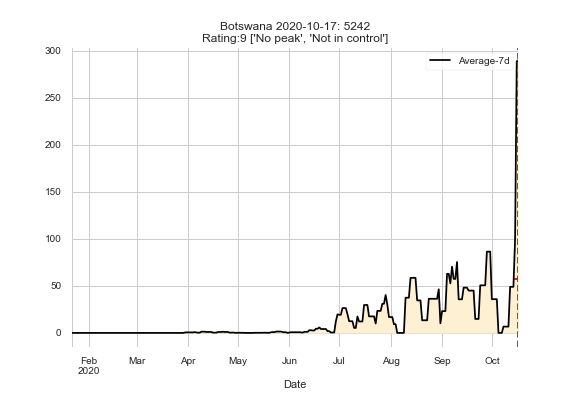 Botswana 2020-10-17: 5242
Rating:9 ['No peak', 'Not in control']
300
Average-7d
250
200
150
100
50
0
Feb Mar Apr May Jun Jul Aug Sep Oct
2020
Date